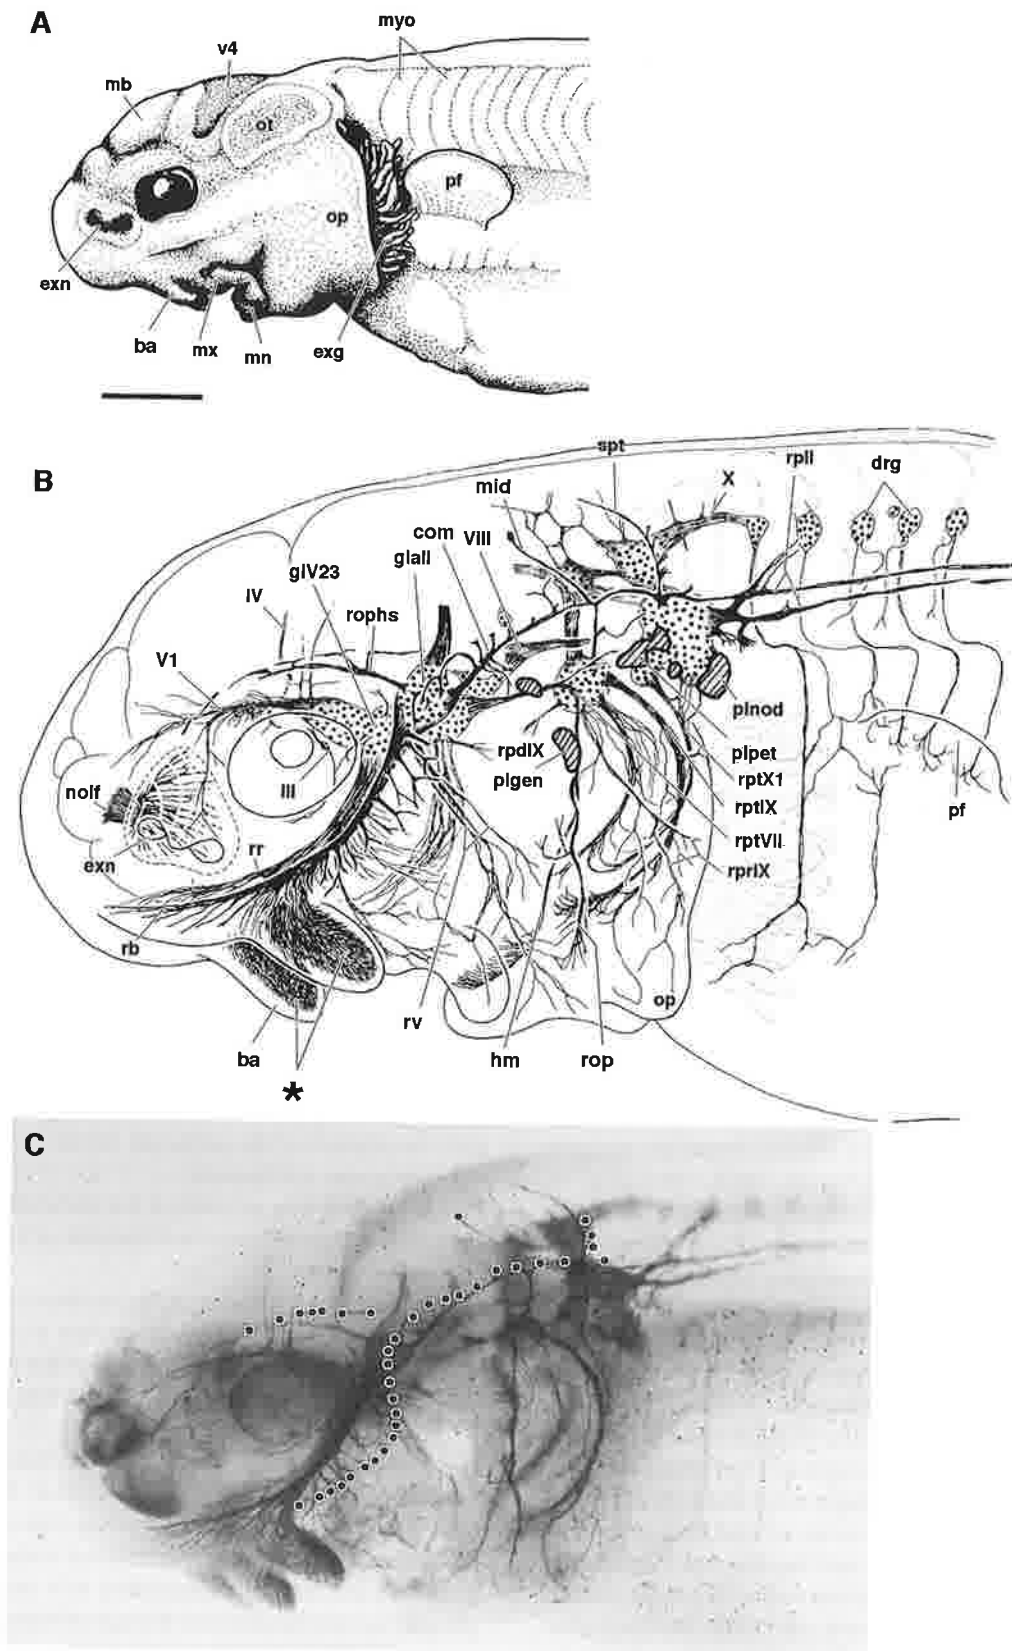 A
myo
v4
mb
ot
pf
op
exn
ba
mx
mn
exg
B
spt
X
rpll
drg
mid
com
VIII
glall
glV23
IV
rophs
V1
plnod
rpdIX
plpet
plgen
rptX1
nolf
III
rptIX
pf
rptVII
exn
rr
rprIX
rb
op
rv
ba
hm
rop
*
C